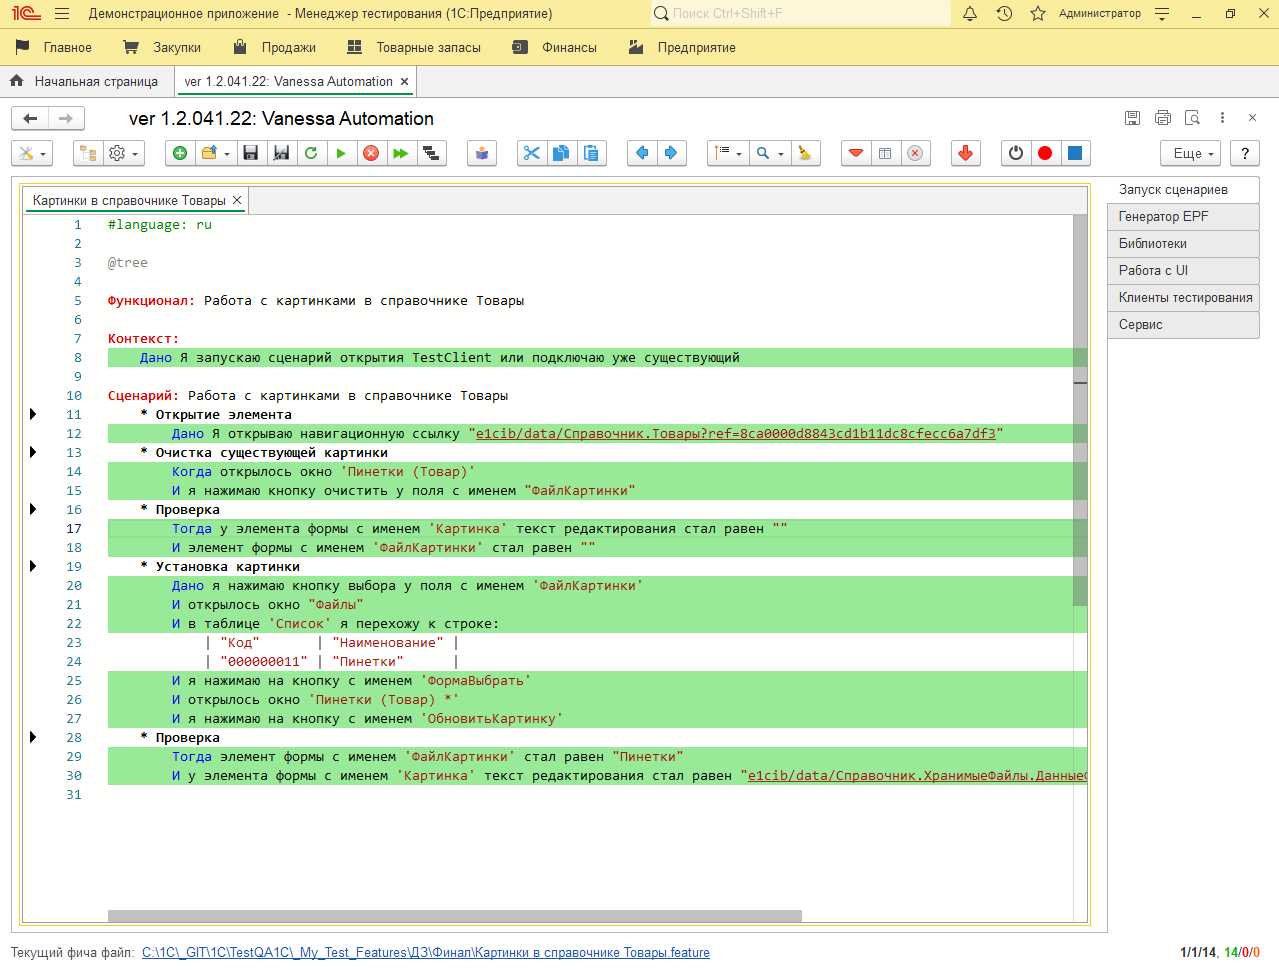 1С Демонстрационное приложение - Менеджер тестирования (1С:Предприятие) Поиск Ctrl+Shift+F Администратор
Главное Закупки Продажи Товарные запасы Финансы Предприятие
Начальная страница ver 1.2.041.22: Vanessa Automation
ver 1.2.041.22: Vanessa Automation
Еще ?
Картинки в справочнике Товары
1 #language: ru
2
3 @tree
4
5 Функционал: Работа с картинками в справочнике Товары
6
7 Контекст:
8 Дано Я запускаю сценарий открытия TestClient или подключаю уже существующий
9
10 Сценарий: Работа с картинками в справочнике Товары
11 * Открытие элемента
12 Дано Я открываю навигационную ссылку "e1cib/data/Справочник.Товары?ref=8ca0000d8843cd1b11dc8cfecc6a7df3"
13 * Очистка существующей картинки
14 Когда открылось окно 'Пинетки (Товар)'
15 И я нажимаю кнопку очистить у поля с именем "ФайлКартинки"
16 * Проверка
17 Тогда у элемента формы с именем 'Картинка' текст редактирования стал равен ""
18 И элемент формы с именем 'ФайлКартинки' стал равен ""
19 * Установка картинки
20 Дано я нажимаю кнопку выбора у поля с именем 'ФайлКартинки'
21 И открылось окно "Файлы"
22 И в таблице 'Список' я перехожу к строке:
23 | "Код" | "Наименование" |
24 | "000000011" | "Пинетки" |
25 И я нажимаю на кнопку с именем 'ФормаВыбрать'
26 И открылось окно 'Пинетки (Товар) *'
27 И я нажимаю на кнопку с именем 'ОбновитьКартинку'
28 * Проверка
29 Тогда элемент формы с именем 'ФайлКартинки' стал равен "Пинетки"
30 И у элемента формы с именем 'Картинка' текст редактирования стал равен "e1cib/data/Справочник.ХранимыеФайлы.Данные
31
Запуск сценариев
Генератор EPF
Библиотеки
Работа с UI
Клиенты тестирования
Сервис
Текущий фича файл: C:\1C\_GIT\1C\TestQA1C\_My_Test_Features\ДЗ\Финал\Картинки в справочнике Товары.feature 1/1/14, 14/0/0